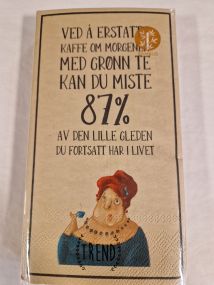 VED Å ERSTATTE
KAFFE OM MORGENEN
MED GRØNN TE
KAN DU MISTE
87%
AV DEN LILLE GLEDEN
DU FORTSATT HAR I LIVET
TREND